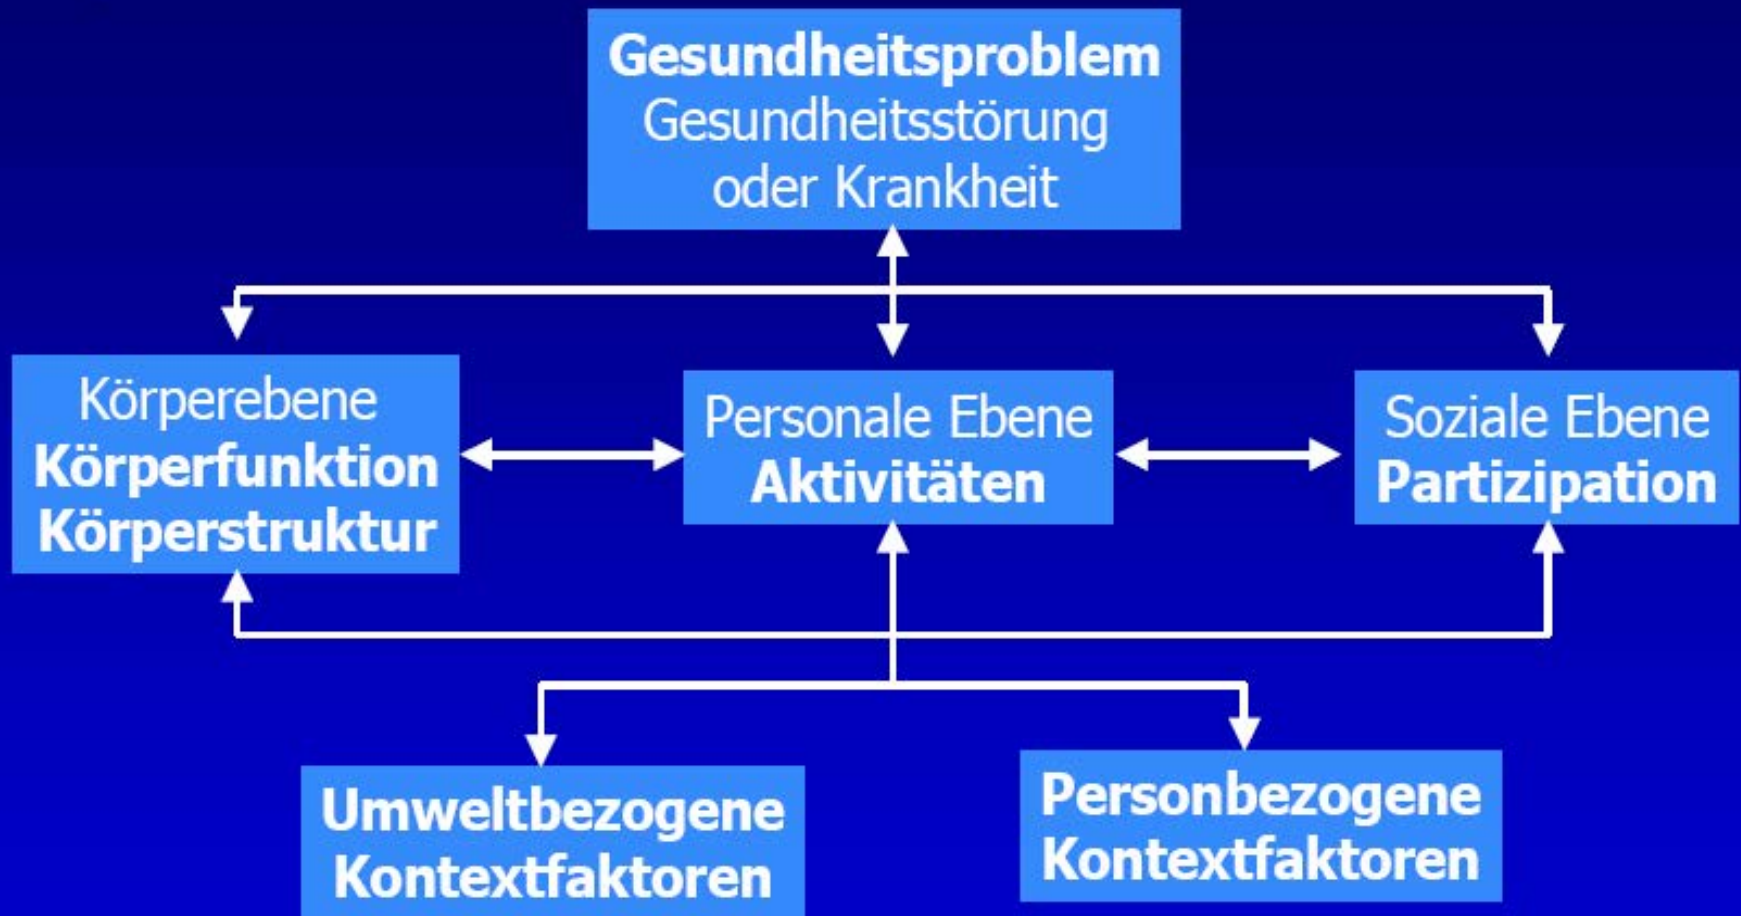 Gesundheitsproblem
Gesundheitsstörung
oder Krankheit
Körperebene
Körperfunktion
Körperstruktur
Personale Ebene
Aktivitäten
Soziale Ebene
Partizipation
Umweltbezogene
Kontextfaktoren
Personbezogene
Kontextfaktoren